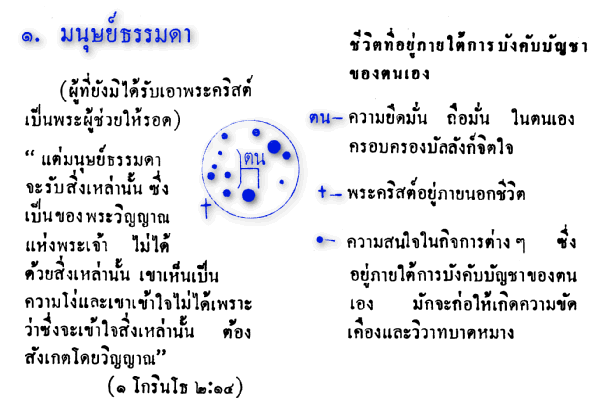 ๑. มนุษย์ธรรมดา
(ผู้ที่ยังมิได้รับเอาพระคริสต์
เป็นพระผู้ช่วยให้รอด)
“ แต่มนุษย์ธรรมดา
จะรับสิ่งเหล่านั้น ซึ่ง
เป็นของพระวิญญาณ
แห่งพระเจ้า ไม่ได้
ด้วยสิ่งเหล่านั้น เขาเห็นเป็น
ความโง่และเขาเข้าใจไม่ได้เพราะ
ว่าซึ่งจะเข้าใจสิ่งเหล่านั้น ต้อง
สังเกตโดยวิญญาณ”
(๑ โกรินโธ ๒:๑๔)
ตน
ชีวิตที่อยู่ภายใต้การบังคับบัญชา
ของตนเอง
ตน— ความยึดมั่น ถือมั่น ในตนเอง
ครอบครองบัลลังก์จิตใจ
†— พระคริสต์อยู่ภายนอกชีวิต
•— ความสนใจในกิจการต่าง ๆ ซึ่ง
อยู่ภายใต้การบังคับบัญชาของตน
เอง มักจะก่อให้เกิดความขัด
เคืองและวิวาทบาดหมาง